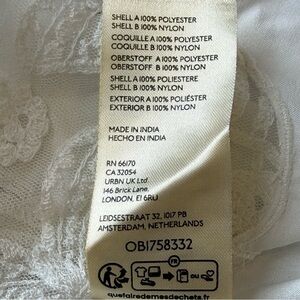 SHELL A 100% POLYESTER
SHELL B 100% NYLON
COQUILLE A 100% POLYESTER
COQUILLE B 100% NYLON
OBERSTOFF A 100% POLYESTER
OBERSTOFF B 100% NYLON
SHELL A 100% POLIESTERE
SHELL B 100% NYLON
EXTERIOR A 100% POLIÉSTER
EXTERIOR B 100% NYLON
MADE IN INDIA
HECHO EN INDIA
RN 66170
CA 32054
URBN UK Ltd.
146 Brick Lane,
LONDON, E1 6RU
LEIDSESTRAAT 32, 1017 PB
AMSTERDAM, NETHERLANDS
OB1758332
FR
OU
quefairedemesdechets.fr